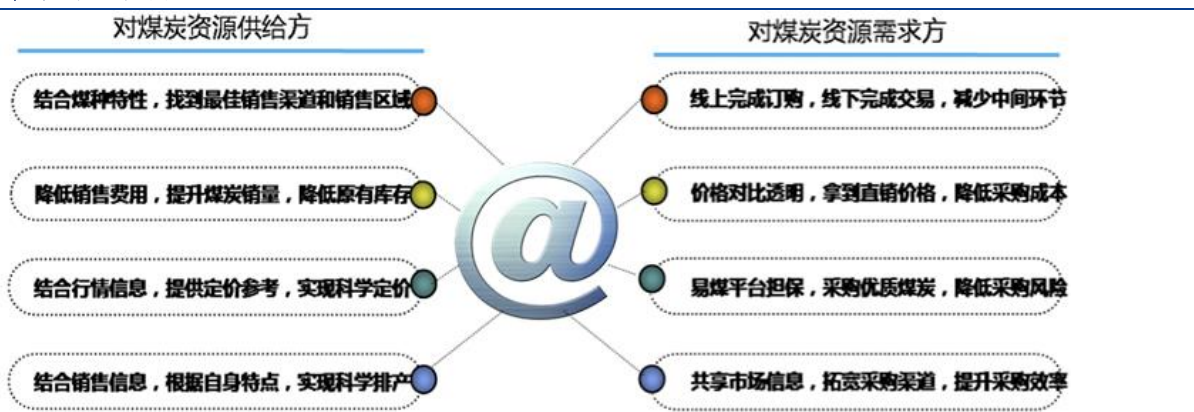 对煤炭资源供给方
结合煤种特性，找到最佳销售渠道和销售区域
降低销售费用，提升煤炭销量，降低原有库存
结合行情信息，提供定价参考，实现科学定价
结合销售信息，根据自身特点，实现科学排产
@
对煤炭资源需求方
线上完成订购，线下完成交易，减少中间环节
价格对比透明，拿到直销价格，降低采购成本
易煤平台担保，采购优质煤炭，降低采购风险
共享市场信息，拓宽采购渠道，提升采购效率